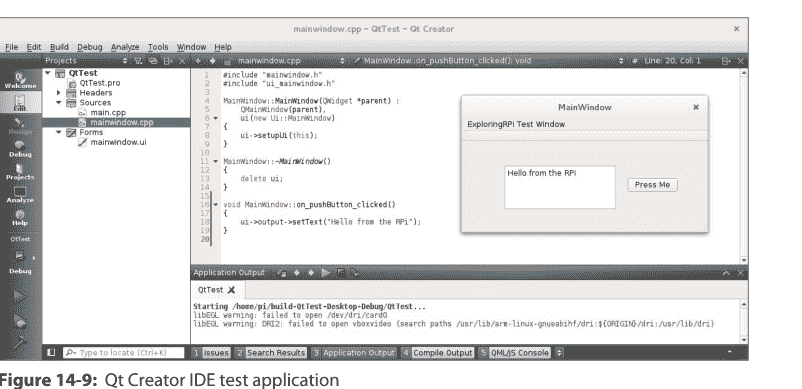 mainwindow.cpp - QtTest - Qt Creator
File Edit Build Debug Analyze Tools Window Help
Projects
mainwindow.cpp
MainWindow::on_pushButton_clicked(): void
# Line: 20, Col: 1
Welcome
Edit
Design
Debug
Projects
Analyze
Help
QtTest
Debug
QtTest
QtTest.pro
Headers
Sources
main.cpp
mainwindow.cpp
Forms
mainwindow.ui
1 #include "mainwindow.h"
2 #include "ui_mainwindow.h"
3
4 MainWindow::MainWindow(QWidget *parent) :
5 QMainWindow(parent),
6 ui(new Ui::MainWindow)
7 {
8 ui->setupUi(this);
9 }
10
11 MainWindow::~MainWindow()
12 {
13 delete ui;
14 }
15
16 void MainWindow::on_pushButton_clicked()
17 {
18 ui->output->setText("Hello from the RPi");
19 }
20
MainWindow
ExploringRPi Test Window
Hello from the RPi
Press Me
Application Output
QtTest
Starting /home/pi/build-QtTest-Desktop-Debug/QtTest...
libEGL warning: failed to open /dev/dri/card0
libEGL warning: DRI2: failed to open vboxvideo (search paths /usr/lib/arm-linux-gnueabihf/dri:${ORIGIN}/dri:/usr/lib/dri)
Type to locate (Ctrl+K)
1 Issues 2 Search Results 3 Application Output 4 Compile Output 5 QML/JS Console
Figure 14-9: Qt Creator IDE test application